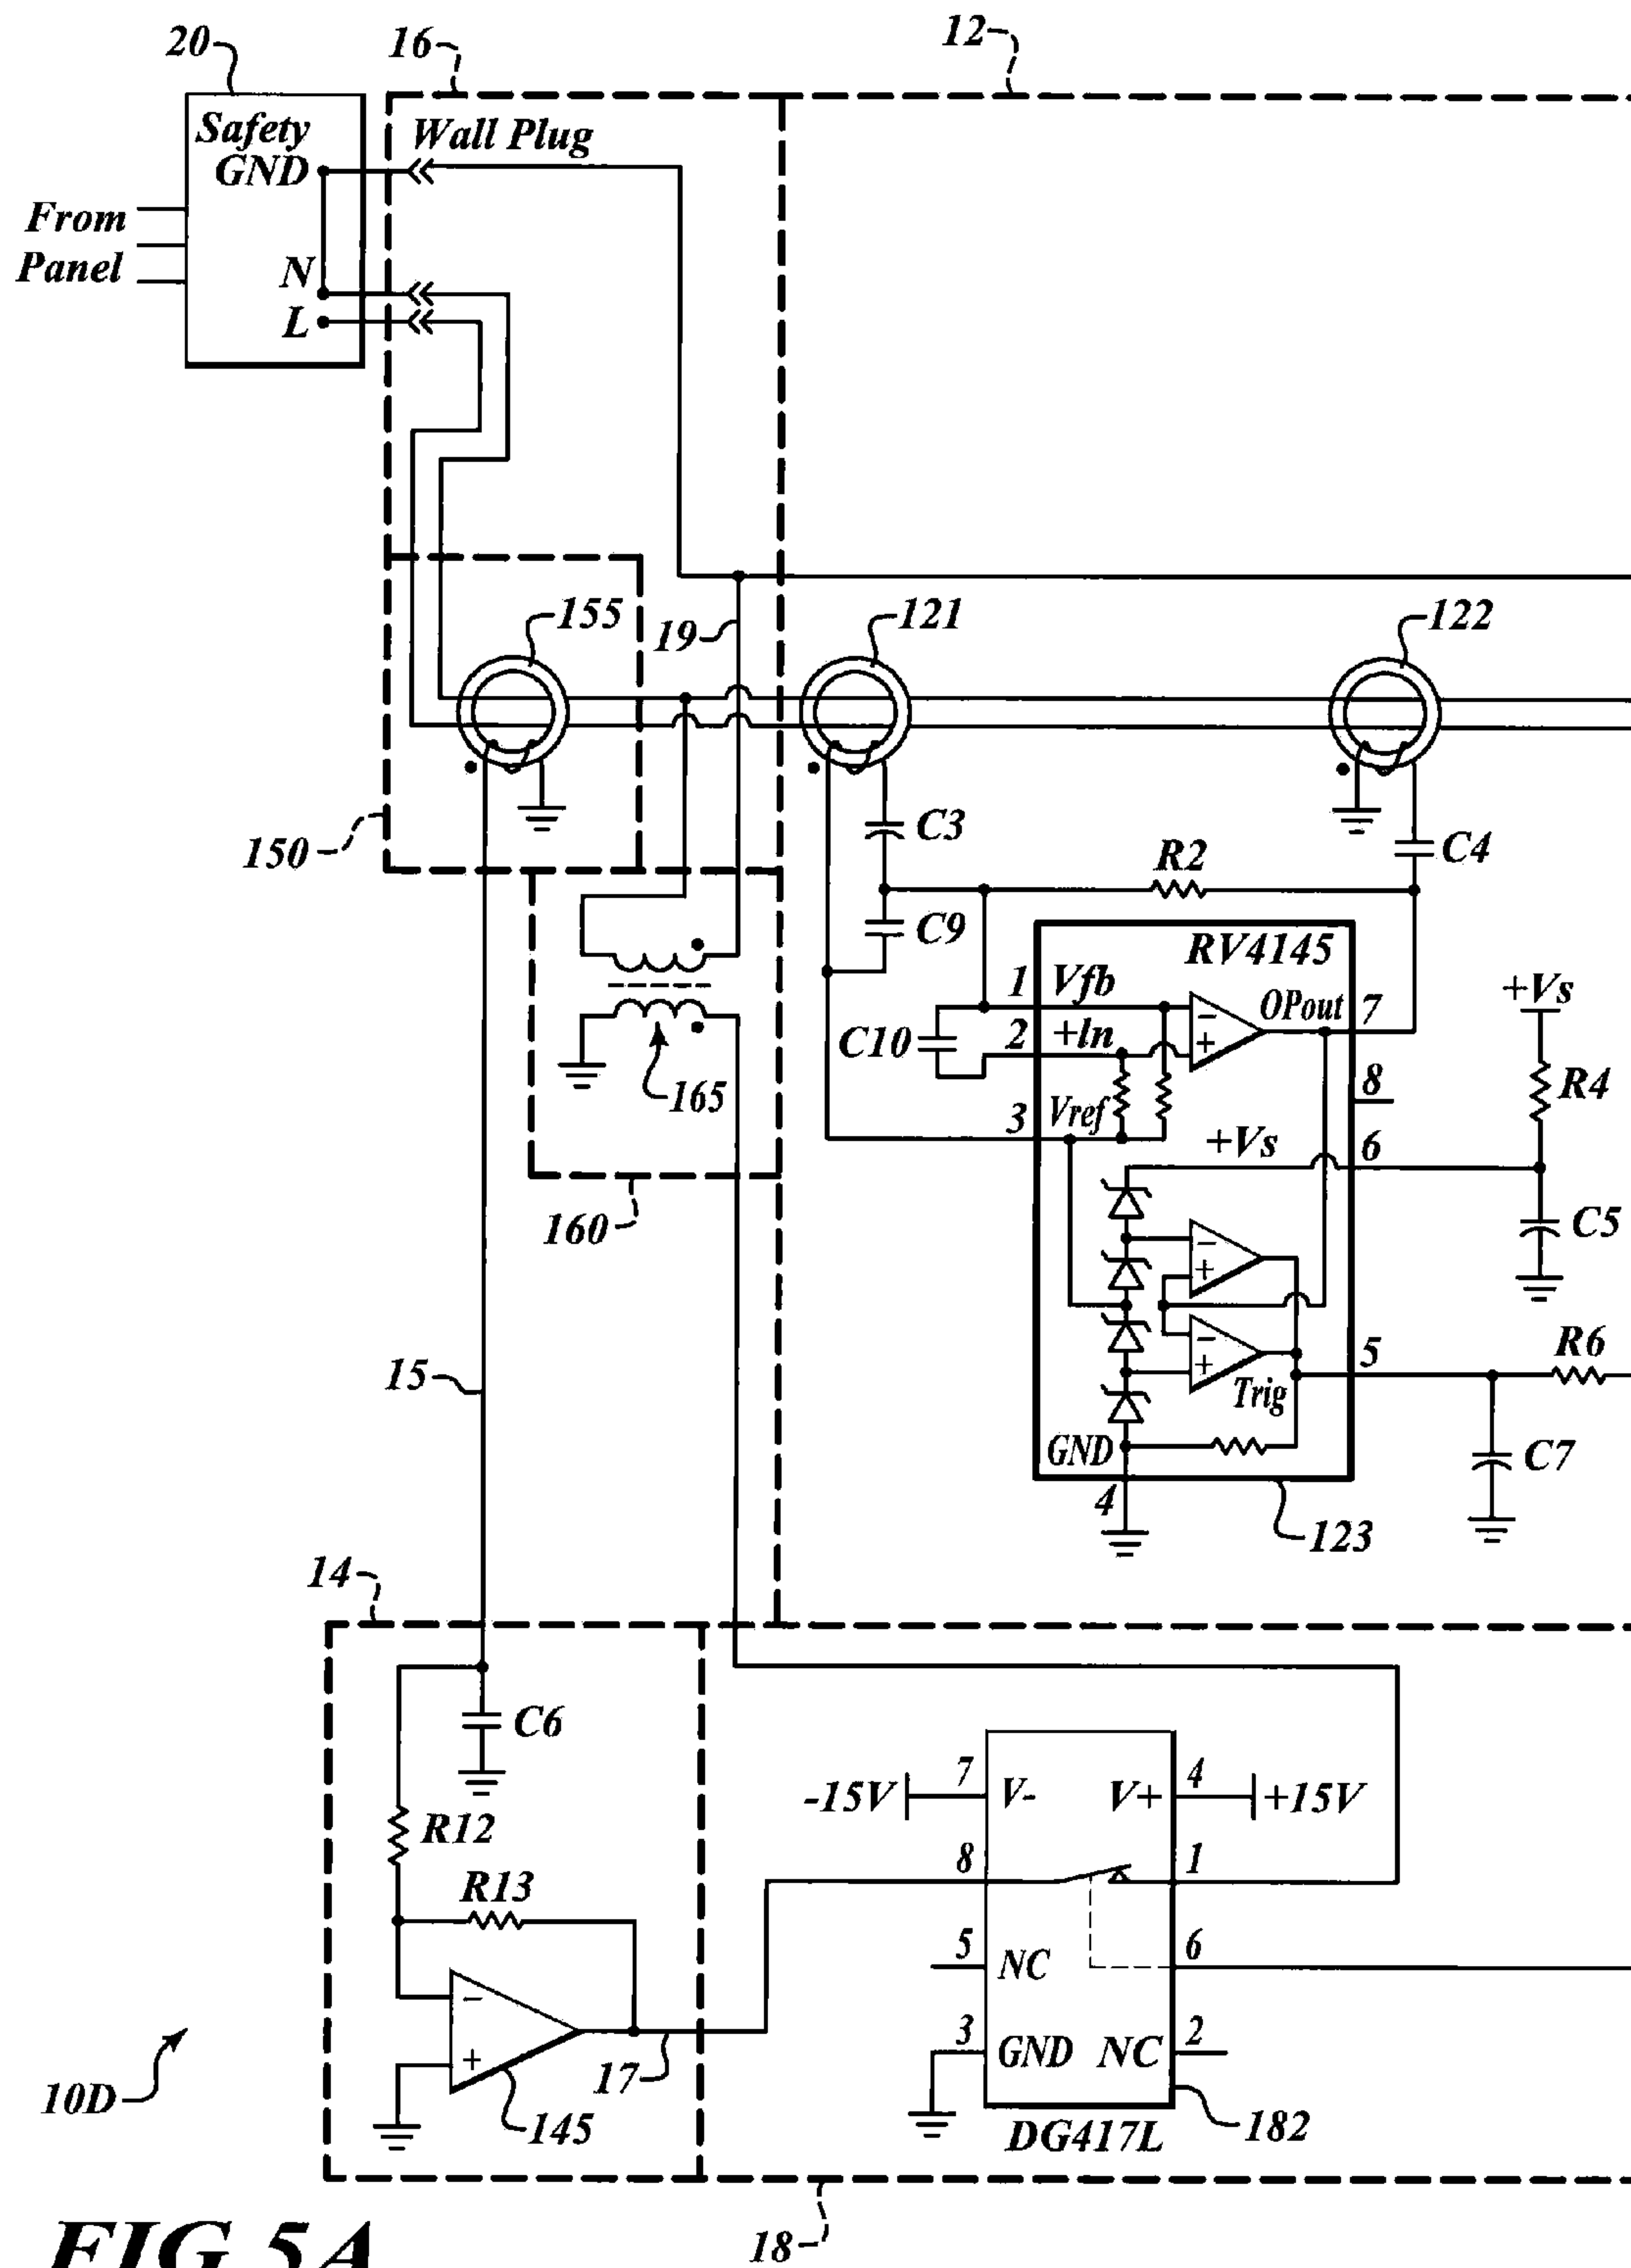 20
16
12
Safety
GND
Wall Plug
From
Panel
N
L
155
19
121
122
150
C3
C4
R2
C9
RV4145
1
Vfb
OPout
7
+Vs
C10
2
+In
8
R4
165
3
Vref
+Vs
6
160
C5
15
5
R6
Trig
GND
C7
4
123
14
C6
-15V
7
V-
V+
4
+15V
R12
8
1
R13
5
NC
6
3
GND
NC
2
17
10D
145
DG417L
182
18
FIG.5A